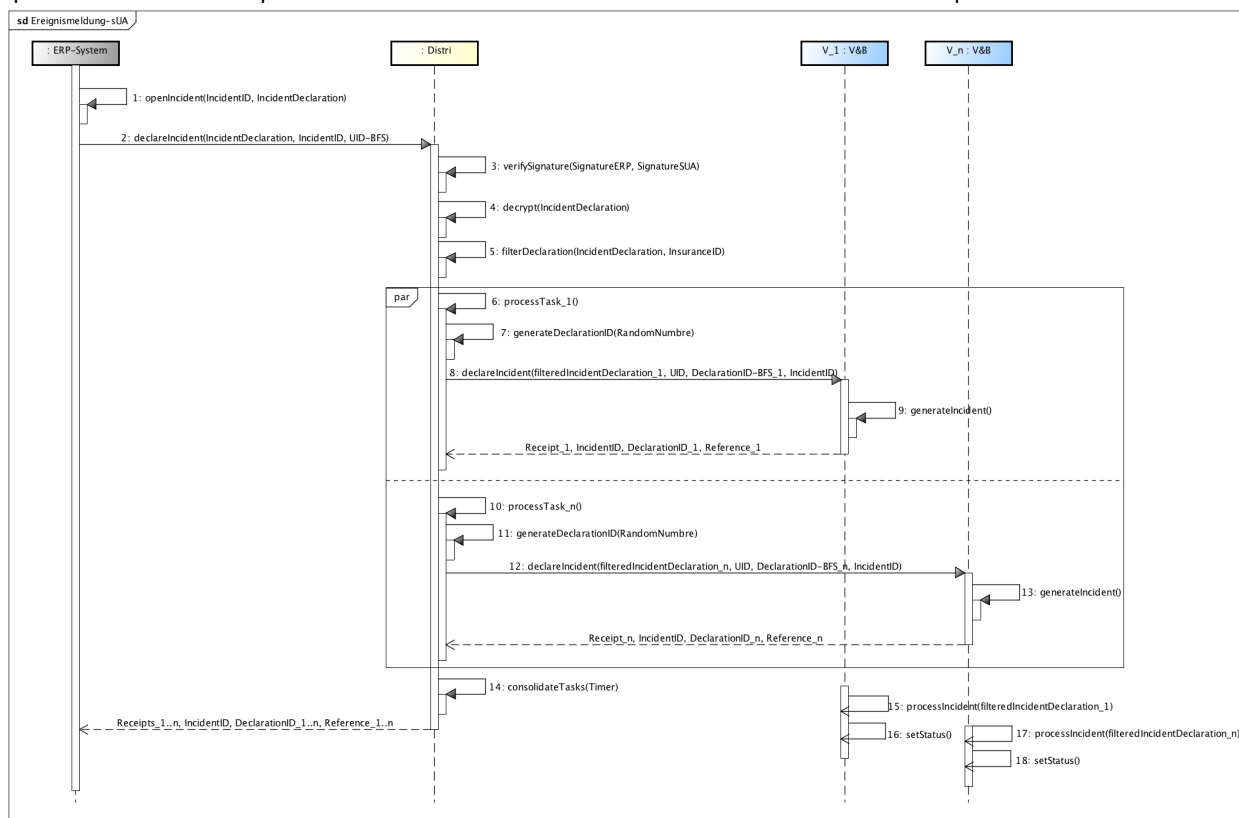 sd Ereignismeldung-sUA
: ERP-System
: Distri
V_1 : V&B
V_n : V&B
1: openIncident(IncidentID, IncidentDeclaration)
2: declareIncident(IncidentDeclaration, IncidentID, UID-BFS)
3: verifySignature(SignatureERP, SignatureSUA)
4: decrypt(IncidentDeclaration)
5: filterDeclaration(IncidentDeclaration, InsuranceID)
par
6: processTask_1()
7: generateDeclarationID(RandomNumbre)
8: declareIncident(filteredIncidentDeclaration_1, UID, DeclarationID-BFS_1, IncidentID)
9: generateIncident()
Receipt_1, IncidentID, DeclarationID_1, Reference_1
10: processTask_n()
11: generateDeclarationID(RandomNumbre)
12: declareIncident(filteredIncidentDeclaration_n, UID, DeclarationID-BFS_n, IncidentID)
13: generateIncident()
Receipt_n, IncidentID, DeclarationID_n, Reference_n
14: consolidateTasks(Timer)
15: processIncident(filteredIncidentDeclaration_1)
Receipts_1..n, IncidentID, DeclarationID_1..n, Reference_1..n
16: setStatus()
17: processIncident(filteredIncidentDeclaration_n)
18: setStatus()